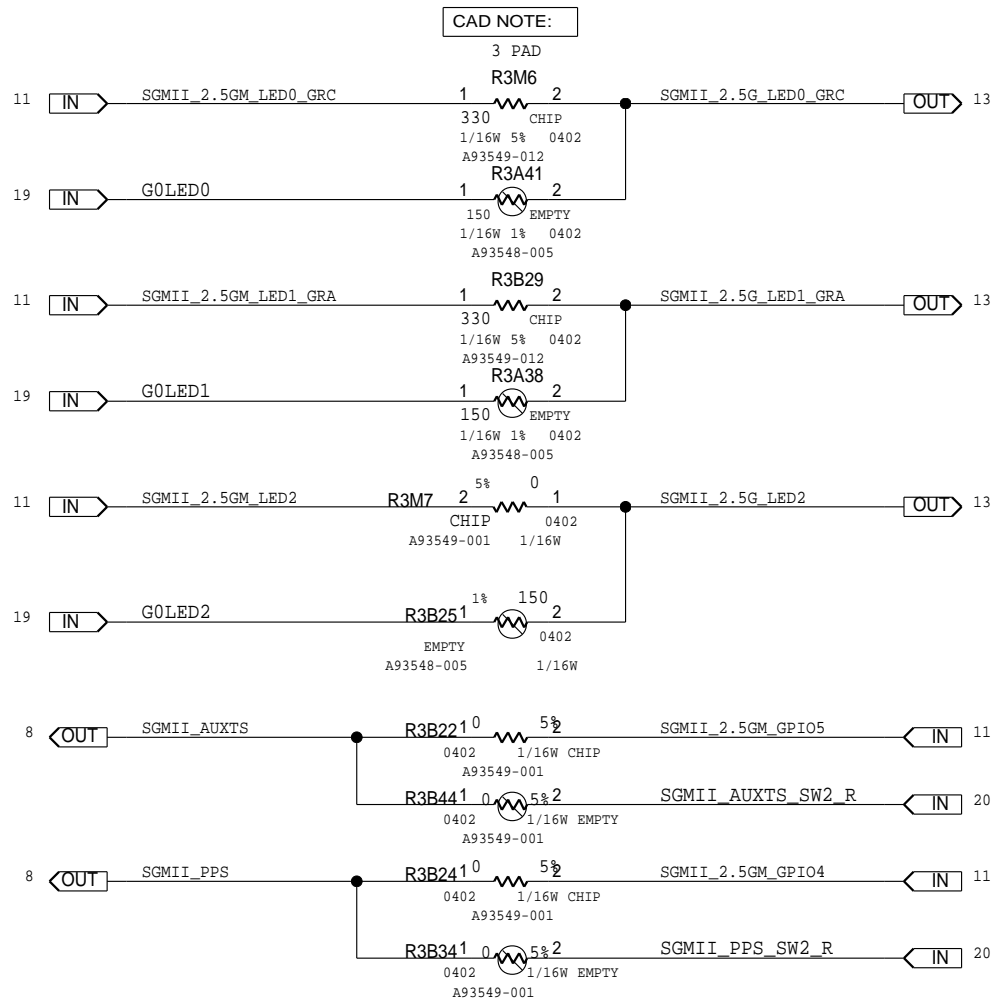 CAD NOTE:
3 PAD
R3M6
11 IN SGMII_2.5GM_LED0_GRC 1 2 SGMII_2.5G_LED0_GRC OUT 13
330 CHIP
1/16W 5% 0402
A93549-012
R3A41
19 IN G0LED0 1 2
150 EMPTY
1/16W 1% 0402
A93548-005
R3B29
11 IN SGMII_2.5GM_LED1_GRA 1 2 SGMII_2.5G_LED1_GRA OUT 13
330 CHIP
1/16W 5% 0402
A93549-012
R3A38
19 IN G0LED1 1 2
150 EMPTY
1/16W 1% 0402
A93548-005
5% 0
11 IN SGMII_2.5GM_LED2 R3M7 2 1 SGMII_2.5G_LED2 OUT 13
CHIP 0402
A93549-001 1/16W
1% 150
19 IN G0LED2 R3B25 1 2
0402
EMPTY
A93548-005 1/16W
8 OUT SGMII_AUXTS R3B22 1 0 5% 2 SGMII_2.5GM_GPIO5 IN 11
0402 1/16W CHIP
A93549-001
R3B44 1 0 5% 2 SGMII_AUXTS_SW2_R IN 20
0402 1/16W EMPTY
A93549-001
8 OUT SGMII_PPS R3B24 1 0 5% 2 SGMII_2.5GM_GPIO4 IN 11
0402 1/16W CHIP
A93549-001
R3B34 1 0 5% 2 SGMII_PPS_SW2_R IN 20
0402 1/16W EMPTY
A93549-001